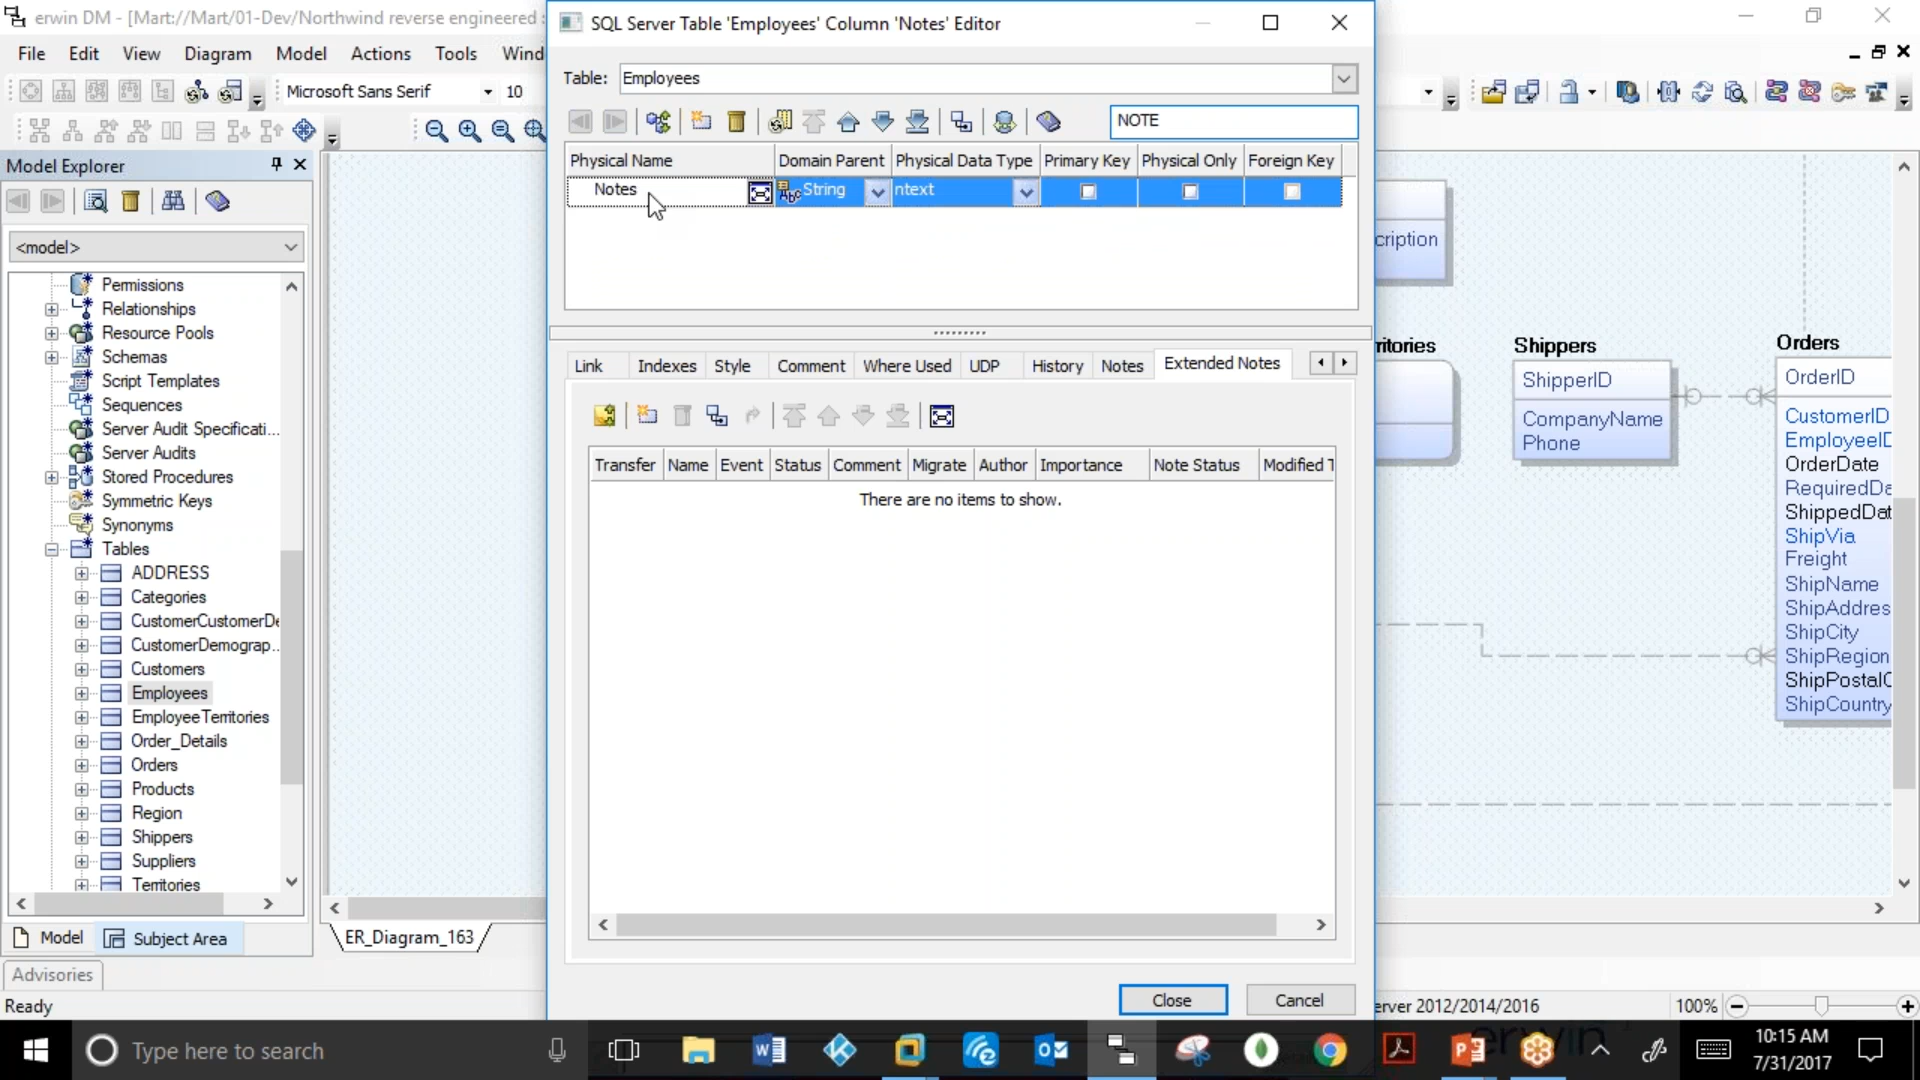 erwin DM - [Mart://Mart/01-Dev/Northwind reverse engineered :
SQL Server Table 'Employees' Column 'Notes' Editor
File Edit View Diagram Model Actions Tools Wind
Table: Employees
Microsoft Sans Serif 10
NOTE
Model Explorer
Physical Name Domain Parent Physical Data Type Primary Key Physical Only Foreign Key
Notes String ntext
<model>
Permissions
Relationships
Resource Pools
Schemas
Script Templates
Sequences
Server Audit Specificati...
Server Audits
Stored Procedures
Symmetric Keys
Synonyms
Tables
ADDRESS
Categories
CustomerCustomerDe
CustomerDemograp...
Customers
Employees
EmployeeTerritories
Order_Details
Orders
Products
Region
Shippers
Suppliers
Territories
Model Subject Area
ER_Diagram_163
Advisories
Ready
Link Indexes Style Comment Where Used UDP History Notes Extended Notes
Transfer Name Event Status Comment Migrate Author Importance Note Status Modified T
There are no items to show.
Close Cancel
cription
ritories
Shippers
ShipperID
CompanyName
Phone
Orders
OrderID
CustomerID
EmployeeID
OrderDate
RequiredDa
ShippedDat
ShipVia
Freight
ShipName
ShipAddres
ShipCity
ShipRegion
ShipPostalC
ShipCountry
erver 2012/2014/2016 100%
Type here to search
erwin
10:15 AM
7/31/2017